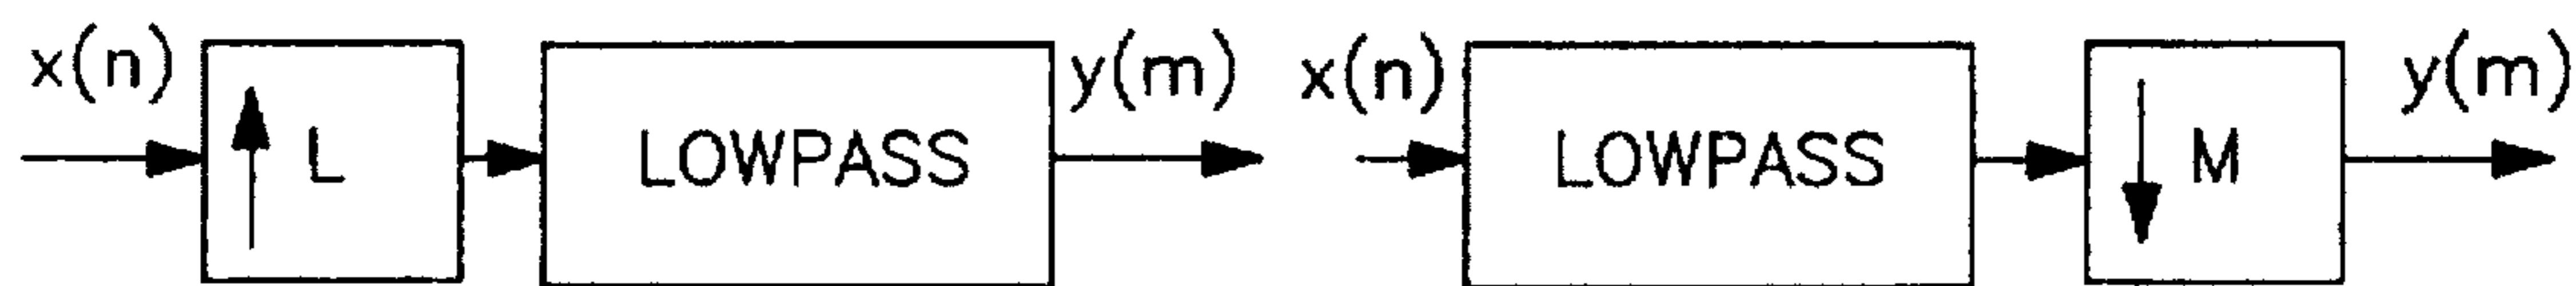 x(n)
L
LOWPASS
y(m)
x(n)
LOWPASS
M
y(m)